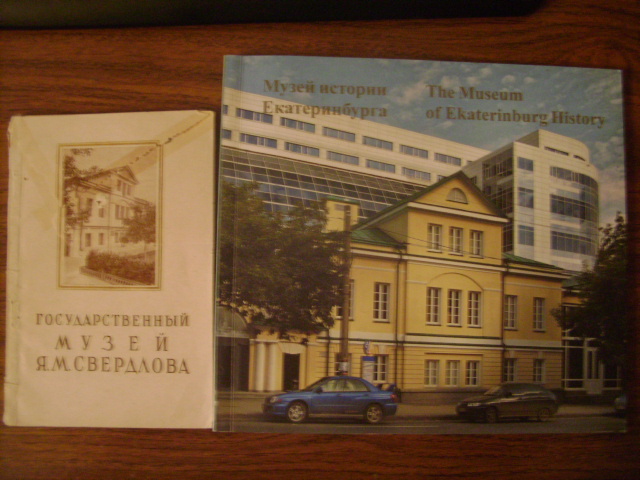 ГОСУДАРСТВЕННЫЙ
МУЗЕЙ
Я.М.СВЕРДЛОВА
Музей истории
Екатеринбурга
The Museum
of Ekaterinburg History